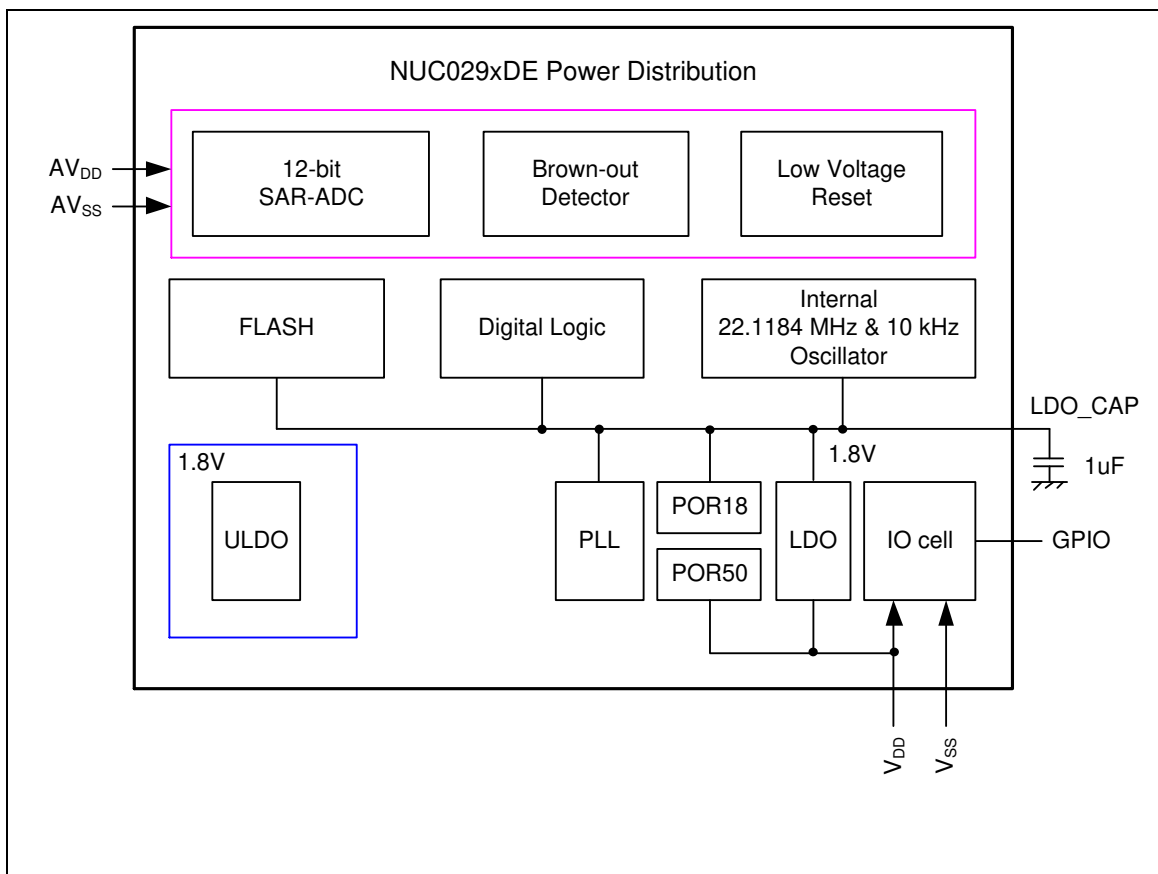 NUC029xDE Power Distribution
AVDD
AVSS
12-bit
SAR-ADC
Brown-out
Detector
Low Voltage
Reset
FLASH
Digital Logic
Internal
22.1184 MHz & 10 kHz
Oscillator
LDO_CAP
1uF
1.8V
ULDO
PLL
POR18
POR50
1.8V
LDO
IO cell
GPIO
VDD
VSS